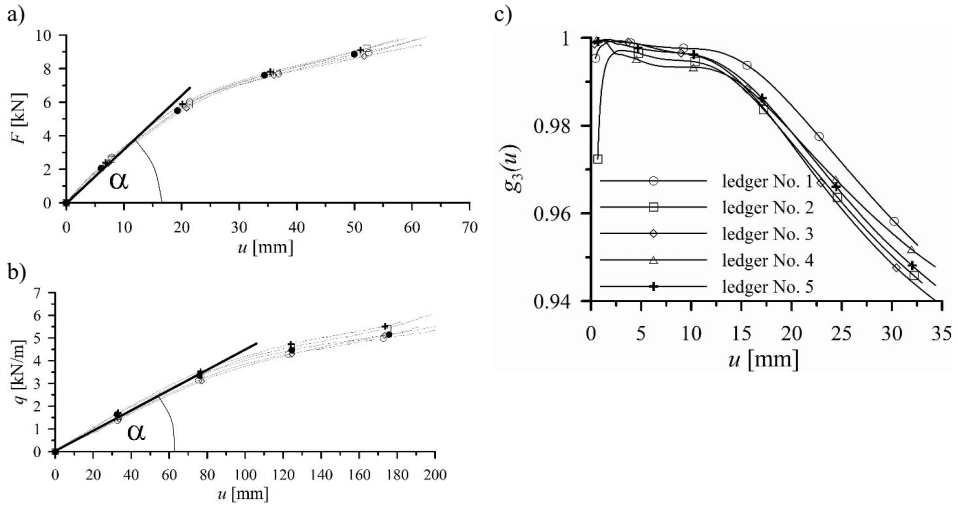 a)
10
8
6
4
2
0
F [kN]
α
0 10 20 30 40 50 60 70
u [mm]
b)
7
6
5
4
3
2
1
0
q [kN/m]
α
0 20 40 60 80 100 120 140 160 180 200
u [mm]
c)
1
0.98
0.96
0.94
g3(u)
ledger No. 1
ledger No. 2
ledger No. 3
ledger No. 4
ledger No. 5
0 5 10 15 20 25 30 35
u [mm]